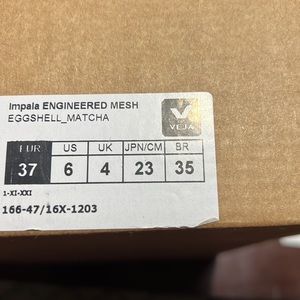 Impala ENGINEERED MESH
EGGSHELL_MATCHA
VEJA
EUR US UK JPN/CM BR
37 6 4 23 35
1-XI-XXI
166-47/16X-1203